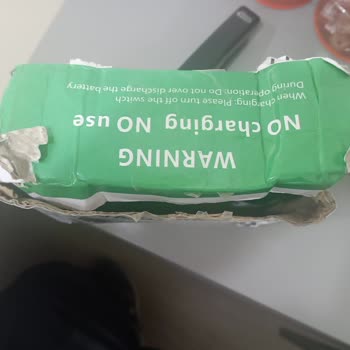 WARNING
NO charging NO use
When charging: Please turn off the switch
During operation: Do not over discharge the battery